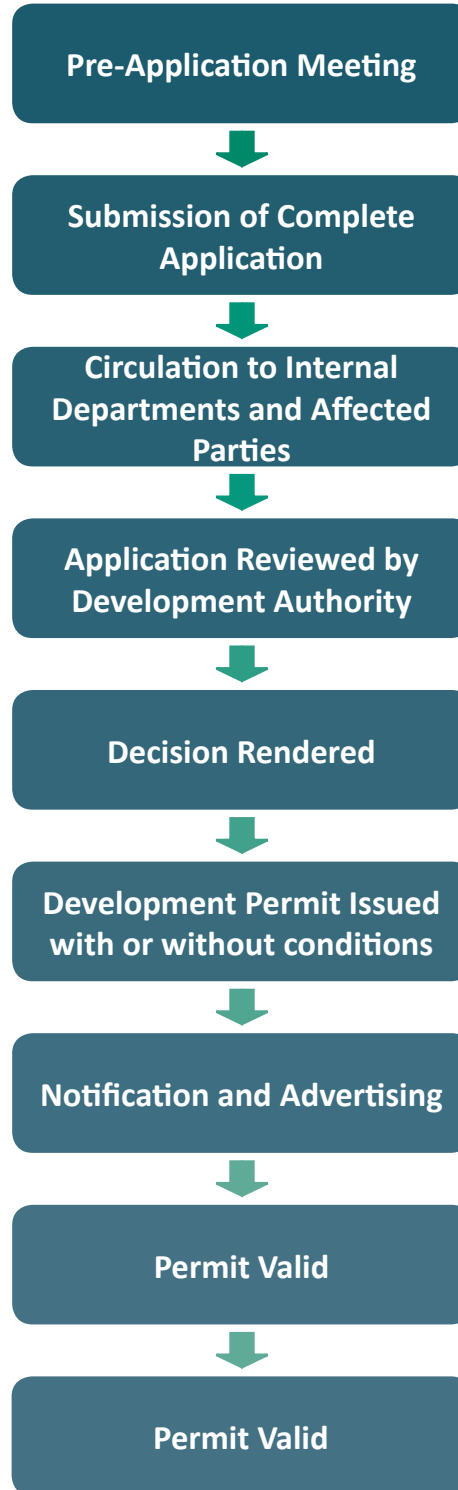 Pre-Application Meeting
Submission of Complete
Application
Circulation to Internal
Departments and Affected
Parties
Application Reviewed by
Development Authority
Decision Rendered
Development Permit Issued
with or without conditions
Notification and Advertising
Permit Valid
Permit Valid